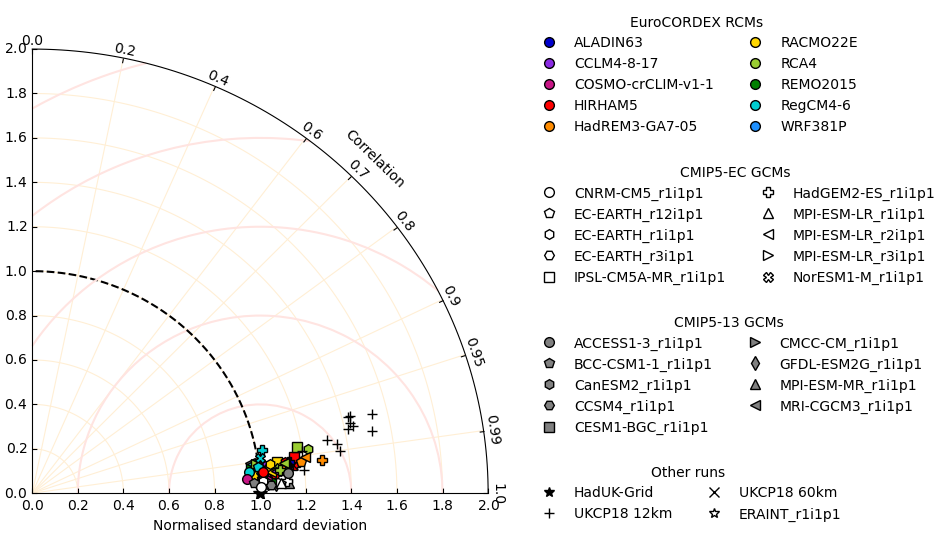 EuroCORDEX RCMs
ALADIN63 RACMO22E
CCLM4-8-17 RCA4
COSMO-crCLIM-v1-1 REMO2015
HIRHAM5 RegCM4-6
HadREM3-GA7-05 WRF381P
CMIP5-EC GCMs
CNRM-CM5_r1i1p1 HadGEM2-ES_r1i1p1
EC-EARTH_r12i1p1 MPI-ESM-LR_r1i1p1
EC-EARTH_r1i1p1 MPI-ESM-LR_r2i1p1
EC-EARTH_r3i1p1 MPI-ESM-LR_r3i1p1
IPSL-CM5A-MR_r1i1p1 NorESM1-M_r1i1p1
CMIP5-13 GCMs
ACCESS1-3_r1i1p1 CMCC-CM_r1i1p1
BCC-CSM1-1_r1i1p1 GFDL-ESM2G_r1i1p1
CanESM2_r1i1p1 MPI-ESM-MR_r1i1p1
CCSM4_r1i1p1 MRI-CGCM3_r1i1p1
CESM1-BGC_r1i1p1
Other runs
HadUK-Grid UKCP18 60km
UKCP18 12km ERAINT_r1i1p1
0.0
0.2
0.4
0.6
Correlation
0.7
0.8
0.9
0.95
0.99
1.0
2.0
1.8
1.6
1.4
1.2
1.0
0.8
0.6
0.4
0.2
0.0
0.0 0.2 0.4 0.6 0.8 1.0 1.2 1.4 1.6 1.8 2.0
Normalised standard deviation